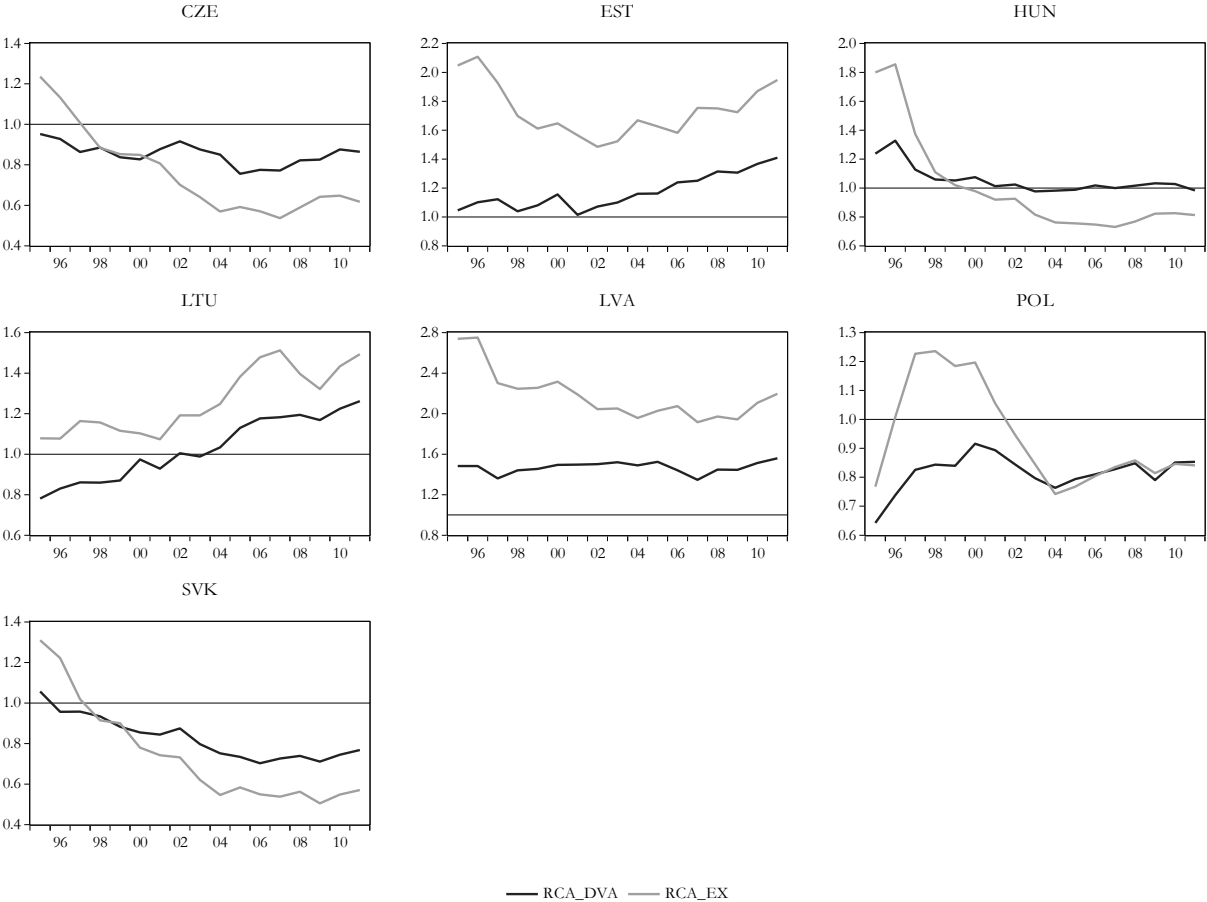 CZE EST HUN
1.4 2.2 2.0
2.0 1.8
1.2 1.8 1.6
1.0 1.6 1.4
1.4 1.2
0.8 1.2 1.0
0.6 1.0 0.8
0.4 0.8 0.6
96 98 00 02 04 06 08 10 96 98 00 02 04 06 08 10 96 98 00 02 04 06 08 10
LTU LVA POL
1.6 2.8 1.3
1.4 2.4 1.2
1.1
1.2 2.0 1.0
1.0 1.6 0.9
0.8 1.2 0.8
0.7
0.6 0.8 0.6
96 98 00 02 04 06 08 10 96 98 00 02 04 06 08 10 96 98 00 02 04 06 08 10
SVK
1.4
1.2
1.0
0.8
0.6
0.4
96 98 00 02 04 06 08 10
RCA_DVA RCA_EX